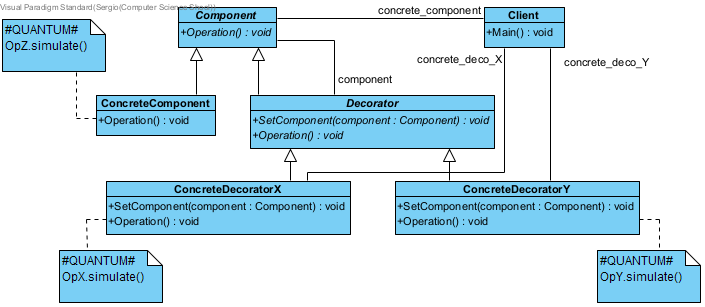 Visual Paradigm Standard(Sergio(Computer Science School))
#QUANTUM#
OpZ.simulate()
Component
+Operation() : void
concrete_component
Client
+Main() : void
concrete_deco_X
concrete_deco_Y
component
ConcreteComponent
+Operation() : void
Decorator
+SetComponent(component : Component) : void
+Operation() : void
ConcreteDecoratorX
+SetComponent(component : Component) : void
+Operation() : void
ConcreteDecoratorY
+SetComponent(component : Component) : void
+Operation() : void
#QUANTUM#
OpX.simulate()
#QUANTUM#
OpY.simulate()